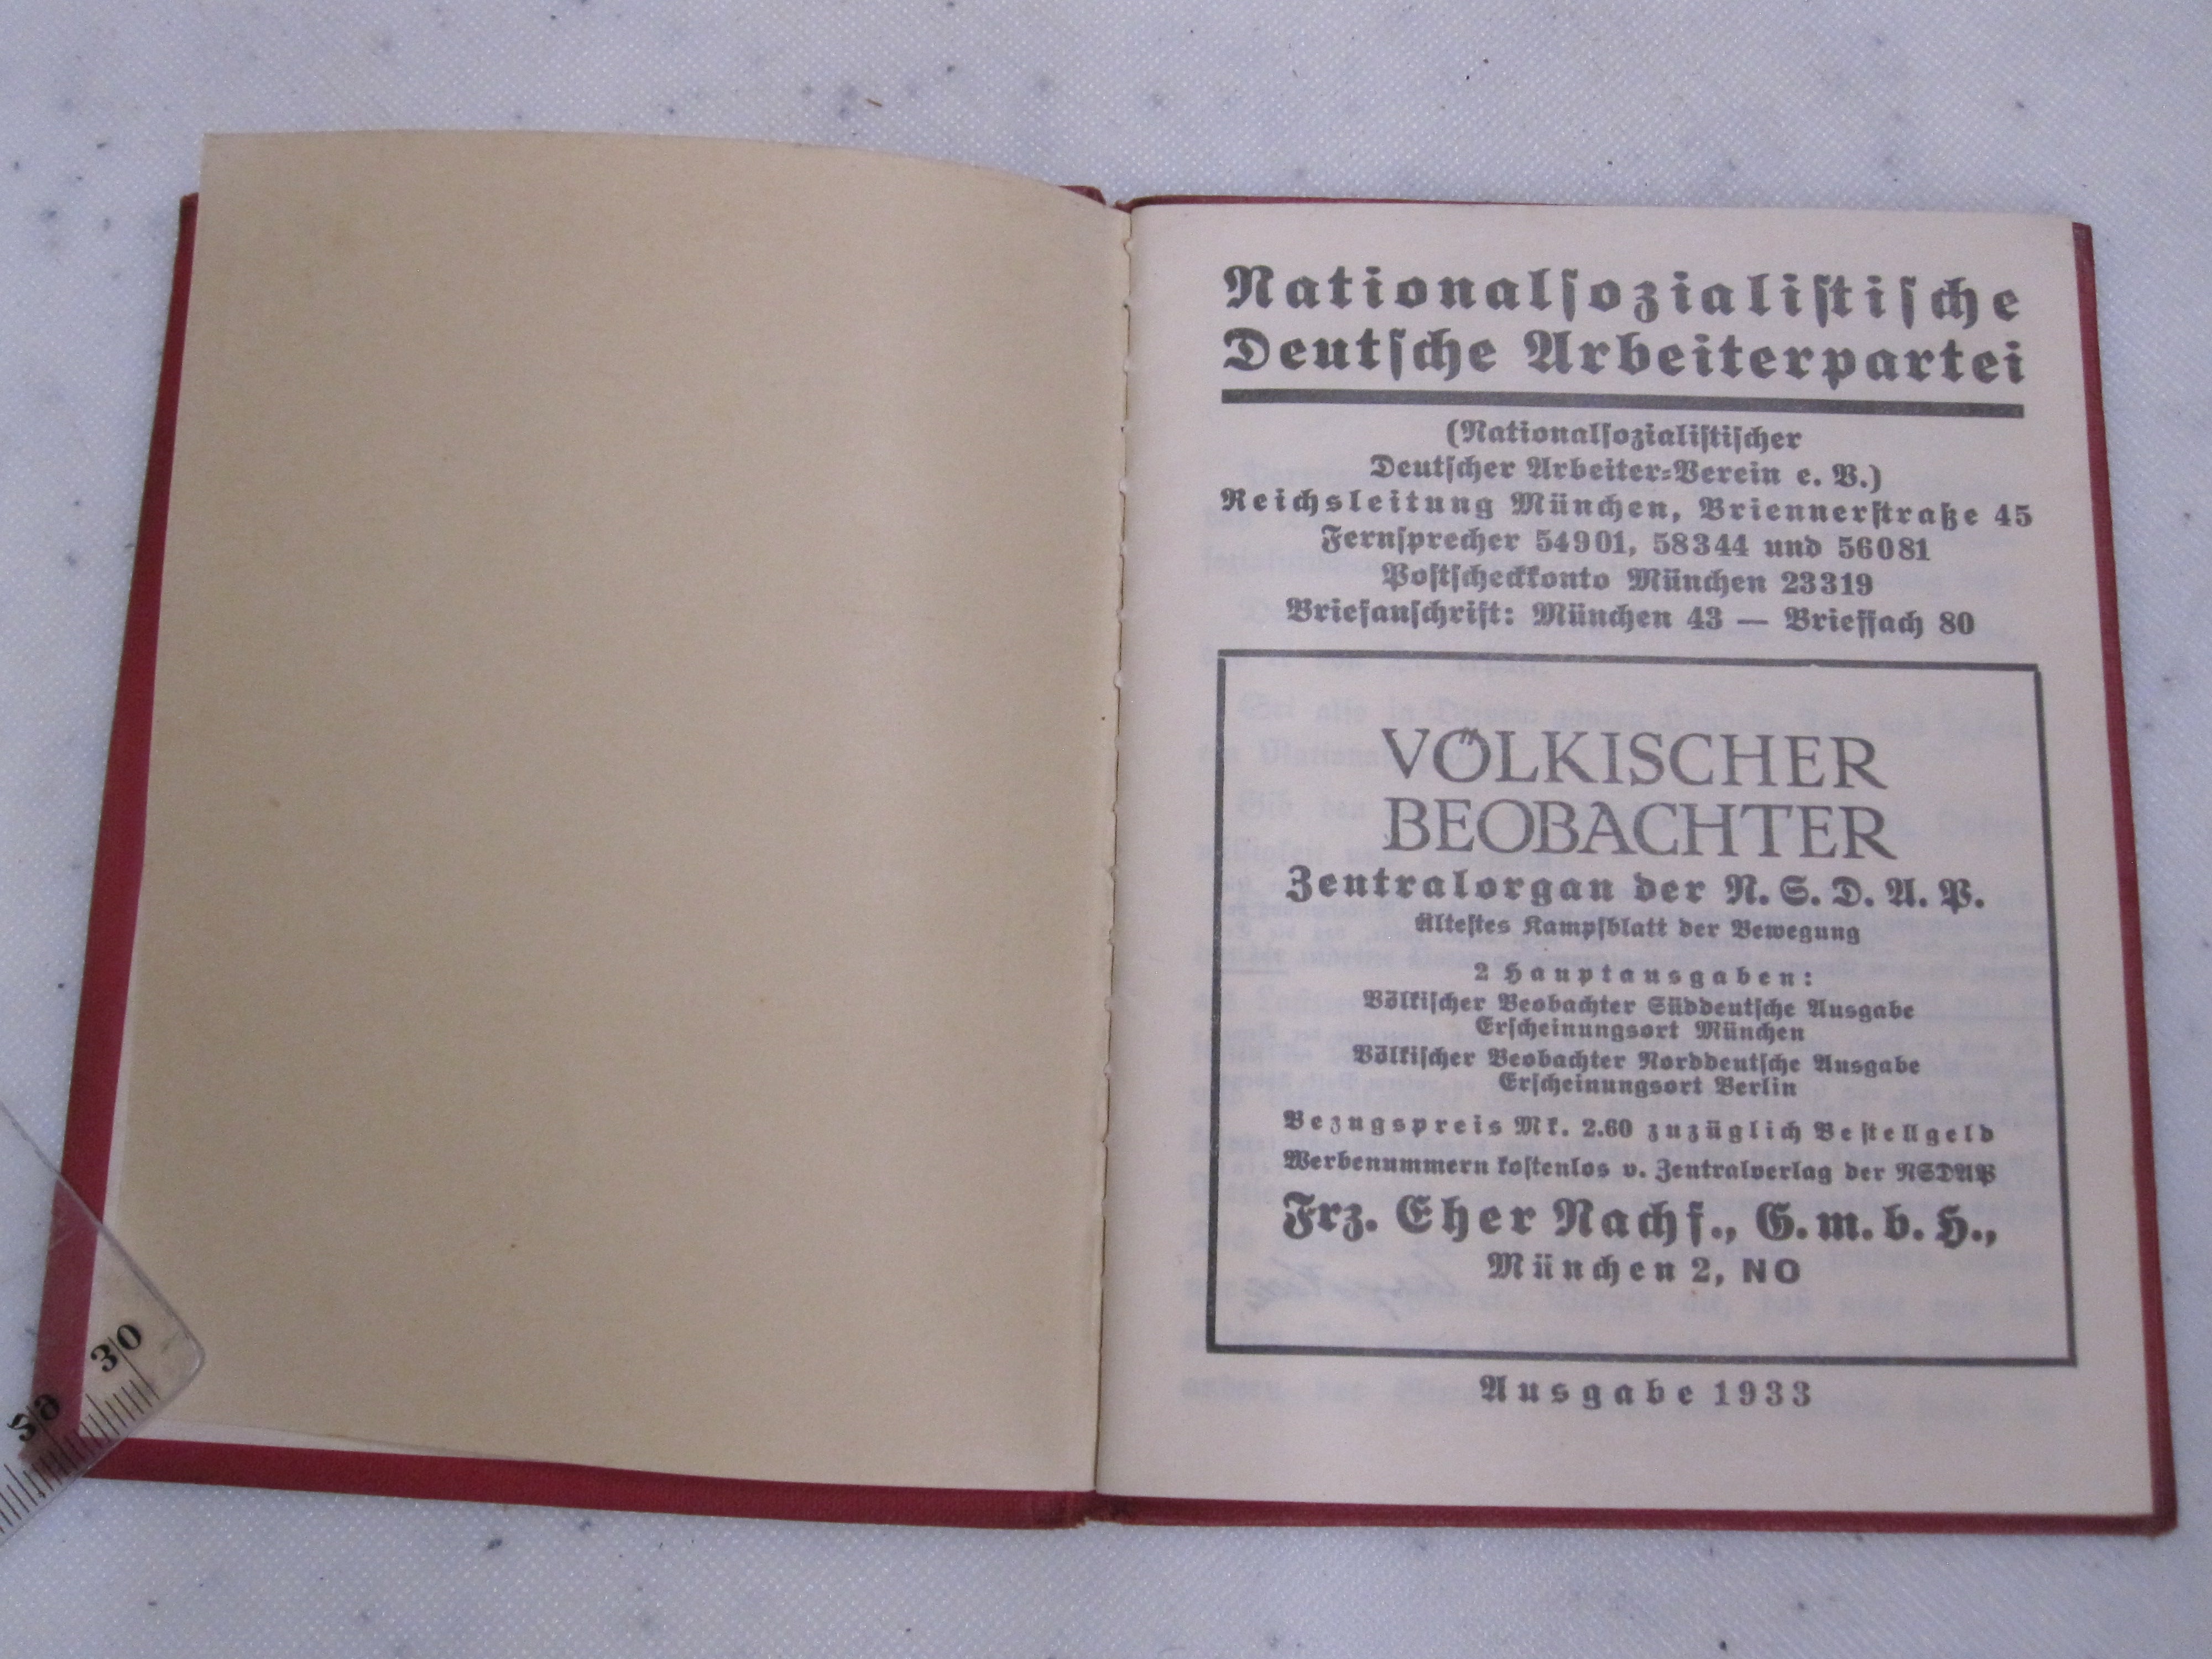 Nationalsozialistische
Deutsche Arbeiterpartei
(Nationalsozialistischer
Deutscher Arbeiter-Verein e. V.)
Reichsleitung München, Briennerstraße 45
Fernsprecher 54901, 58344 und 56081
Postscheckkonto München 23319
Briefanschrift: München 43 — Brieffach 80
VÖLKISCHER
BEOBACHTER
Zentralorgan der N. S. D. A. P.
Ältestes Kampfblatt der Bewegung
2 Hauptausgaben:
Völkischer Beobachter Süddeutsche Ausgabe
Erscheinungsort München
Völkischer Beobachter Norddeutsche Ausgabe
Erscheinungsort Berlin
Bezugspreis Mk. 2.60 zuzüglich Bestellgeld
Werbenummern kostenlos v. Zentralverlag der NSDAP
Frz. Eher Nachf., G. m. b. H.,
München 2, NO
Ausgabe 1933
30
29